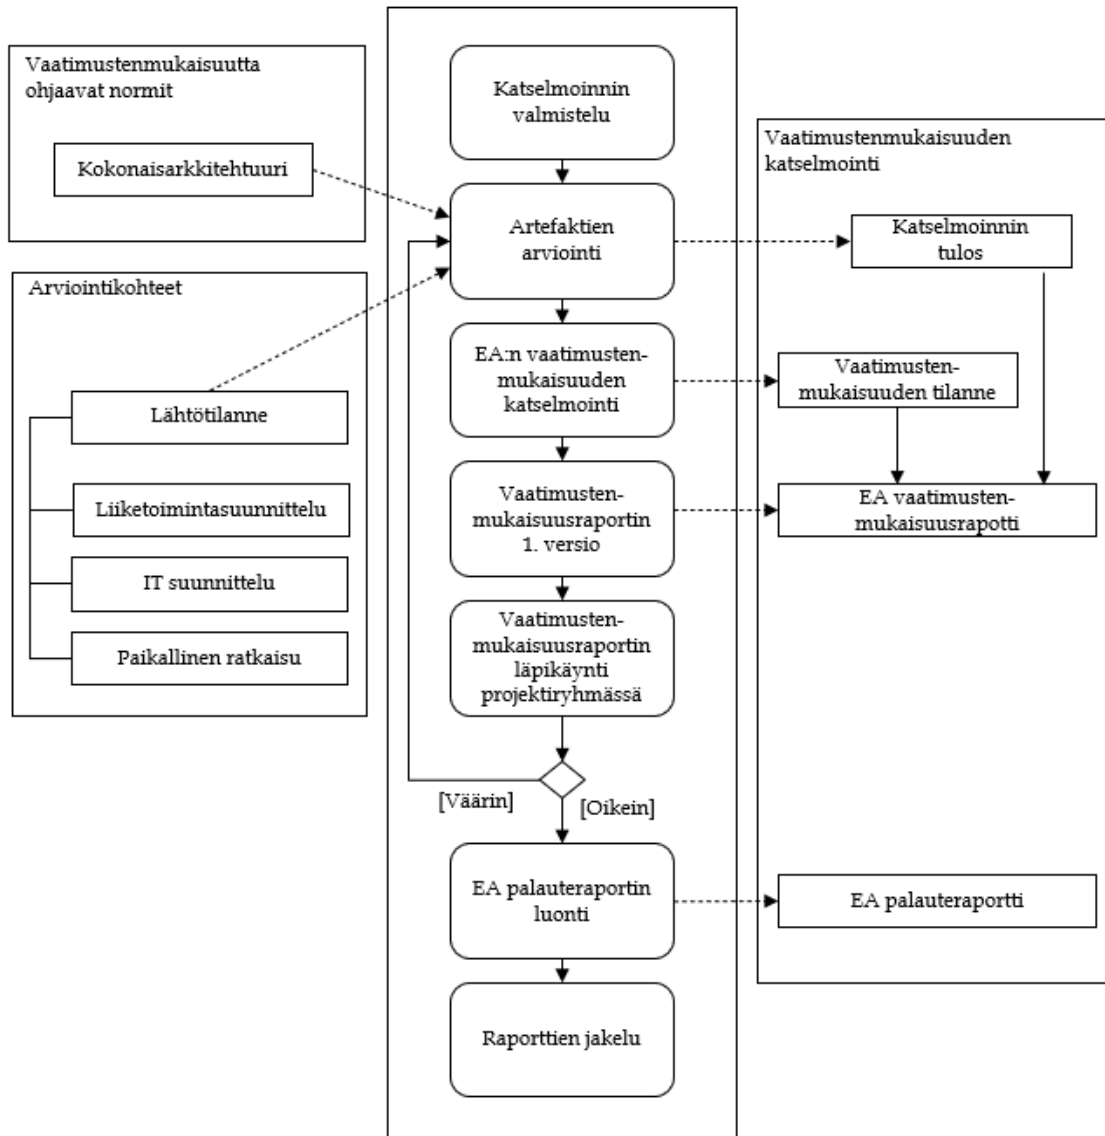 Vaatimustenmukaisuutta
ohjaavat normit
Kokonaisarkkitehtuuri
Arviointikohteet
Lähtötilanne
Liiketoimintasuunnittelu
IT suunnittelu
Paikallinen ratkaisu
Katselmoinnin
valmistelu
Artefaktien
arviointi
EA:n vaatimusten-
mukaisuuden
katselmointi
Vaatimusten-
mukaisuusraportin
1. versio
Vaatimusten-
mukaisuusraportin
läpikäynti
projektiryhmässä
[Väärin]
[Oikein]
EA palauteraportin
luonti
Raporttien jakelu
Vaatimustenmukaisuuden
katselmointi
Katselmoinnin
tulos
Vaatimusten-
mukaisuuden tilanne
EA vaatimusten-
mukaisuusrapotti
EA palauteraportti